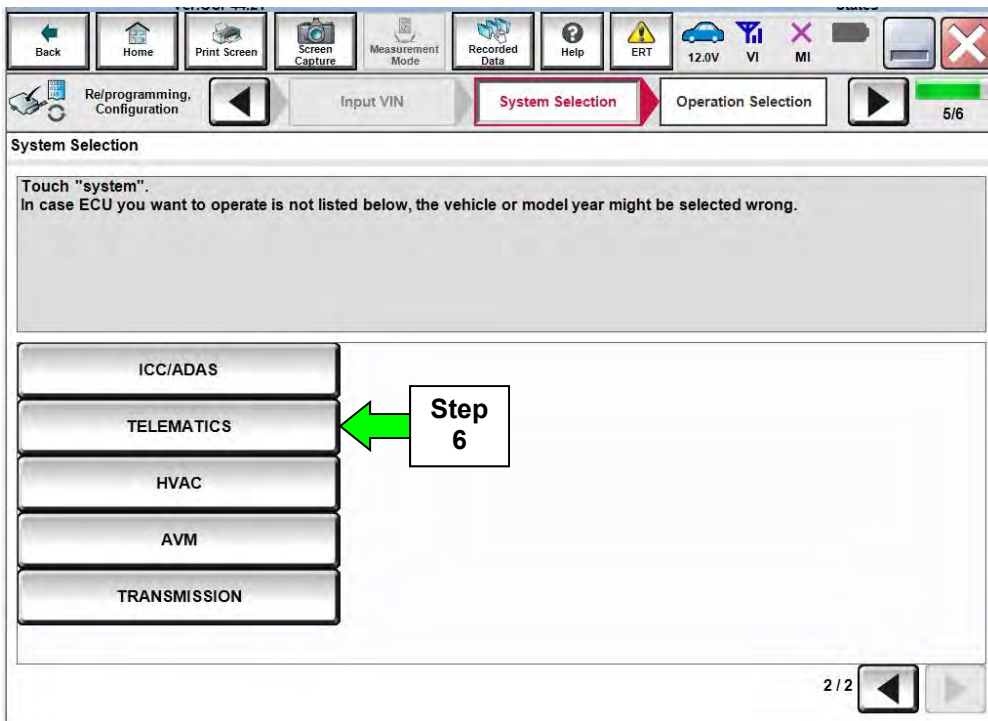 Back
Home
Print Screen
Screen
Capture
Measurement
Mode
Recorded
Data
Help
ERT
12.0V
VI
MI
Re/programming,
Configuration
Input VIN
System Selection
Operation Selection
5/6
System Selection
Touch "system".
In case ECU you want to operate is not listed below, the vehicle or model year might be selected wrong.
ICC/ADAS
TELEMATICS
Step
6
HVAC
AVM
TRANSMISSION
2/2